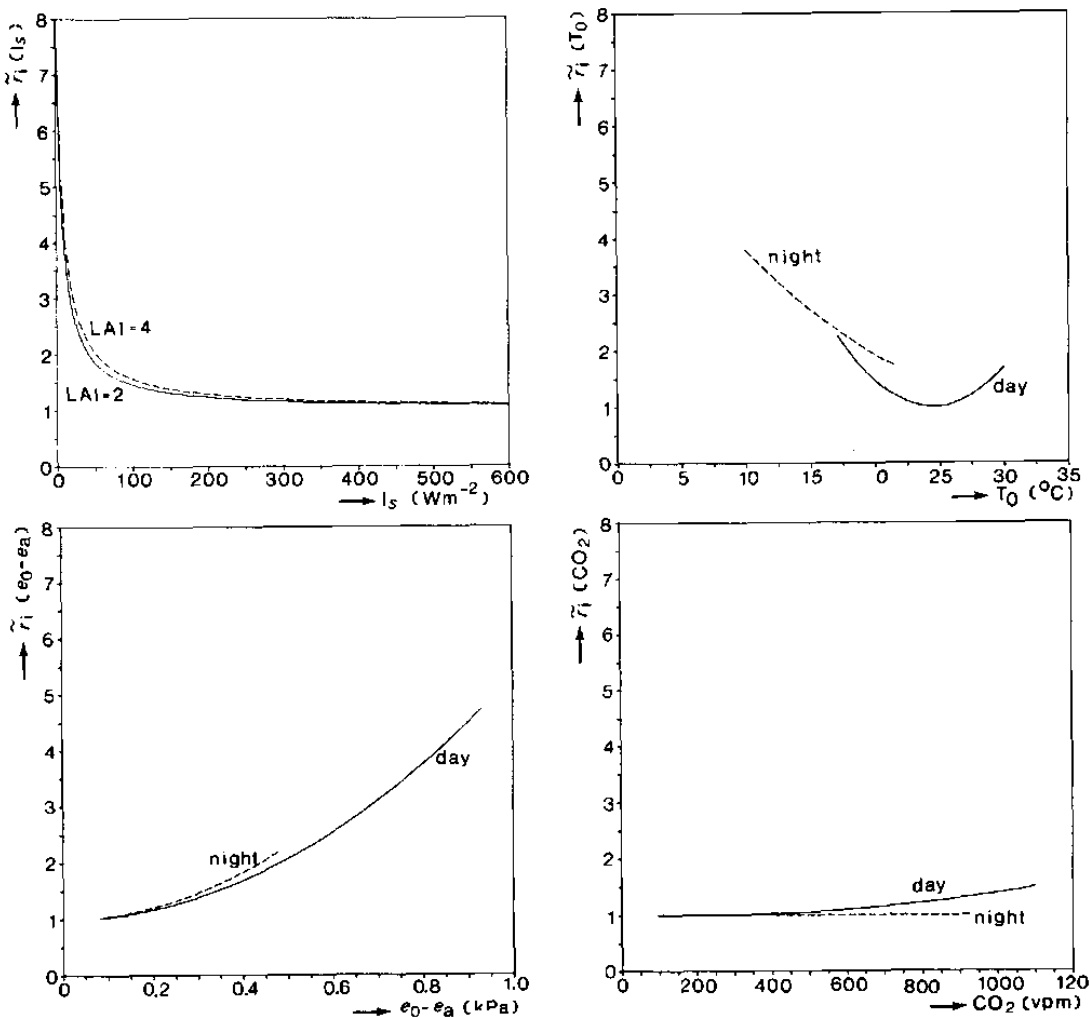 8
7
6
5
4
3
2
1
0
r̃i (Is)
LAI=4
LAI=2
0 100 200 300 400 500 600
Is (Wm-2)
8
7
6
5
4
3
2
1
0
r̃i (T0)
night
day
0 5 10 15 0 25 30 35
T0 (°C)
8
7
6
5
4
3
2
1
0
r̃i (e0-ea)
night
day
0 0.2 0.4 0.6 0.8 1.0
e0-ea (kPa)
8
7
6
5
4
3
2
1
0
r̃i (CO2)
day
night
0 200 400 600 800 1000 1200
CO2 (vpm)